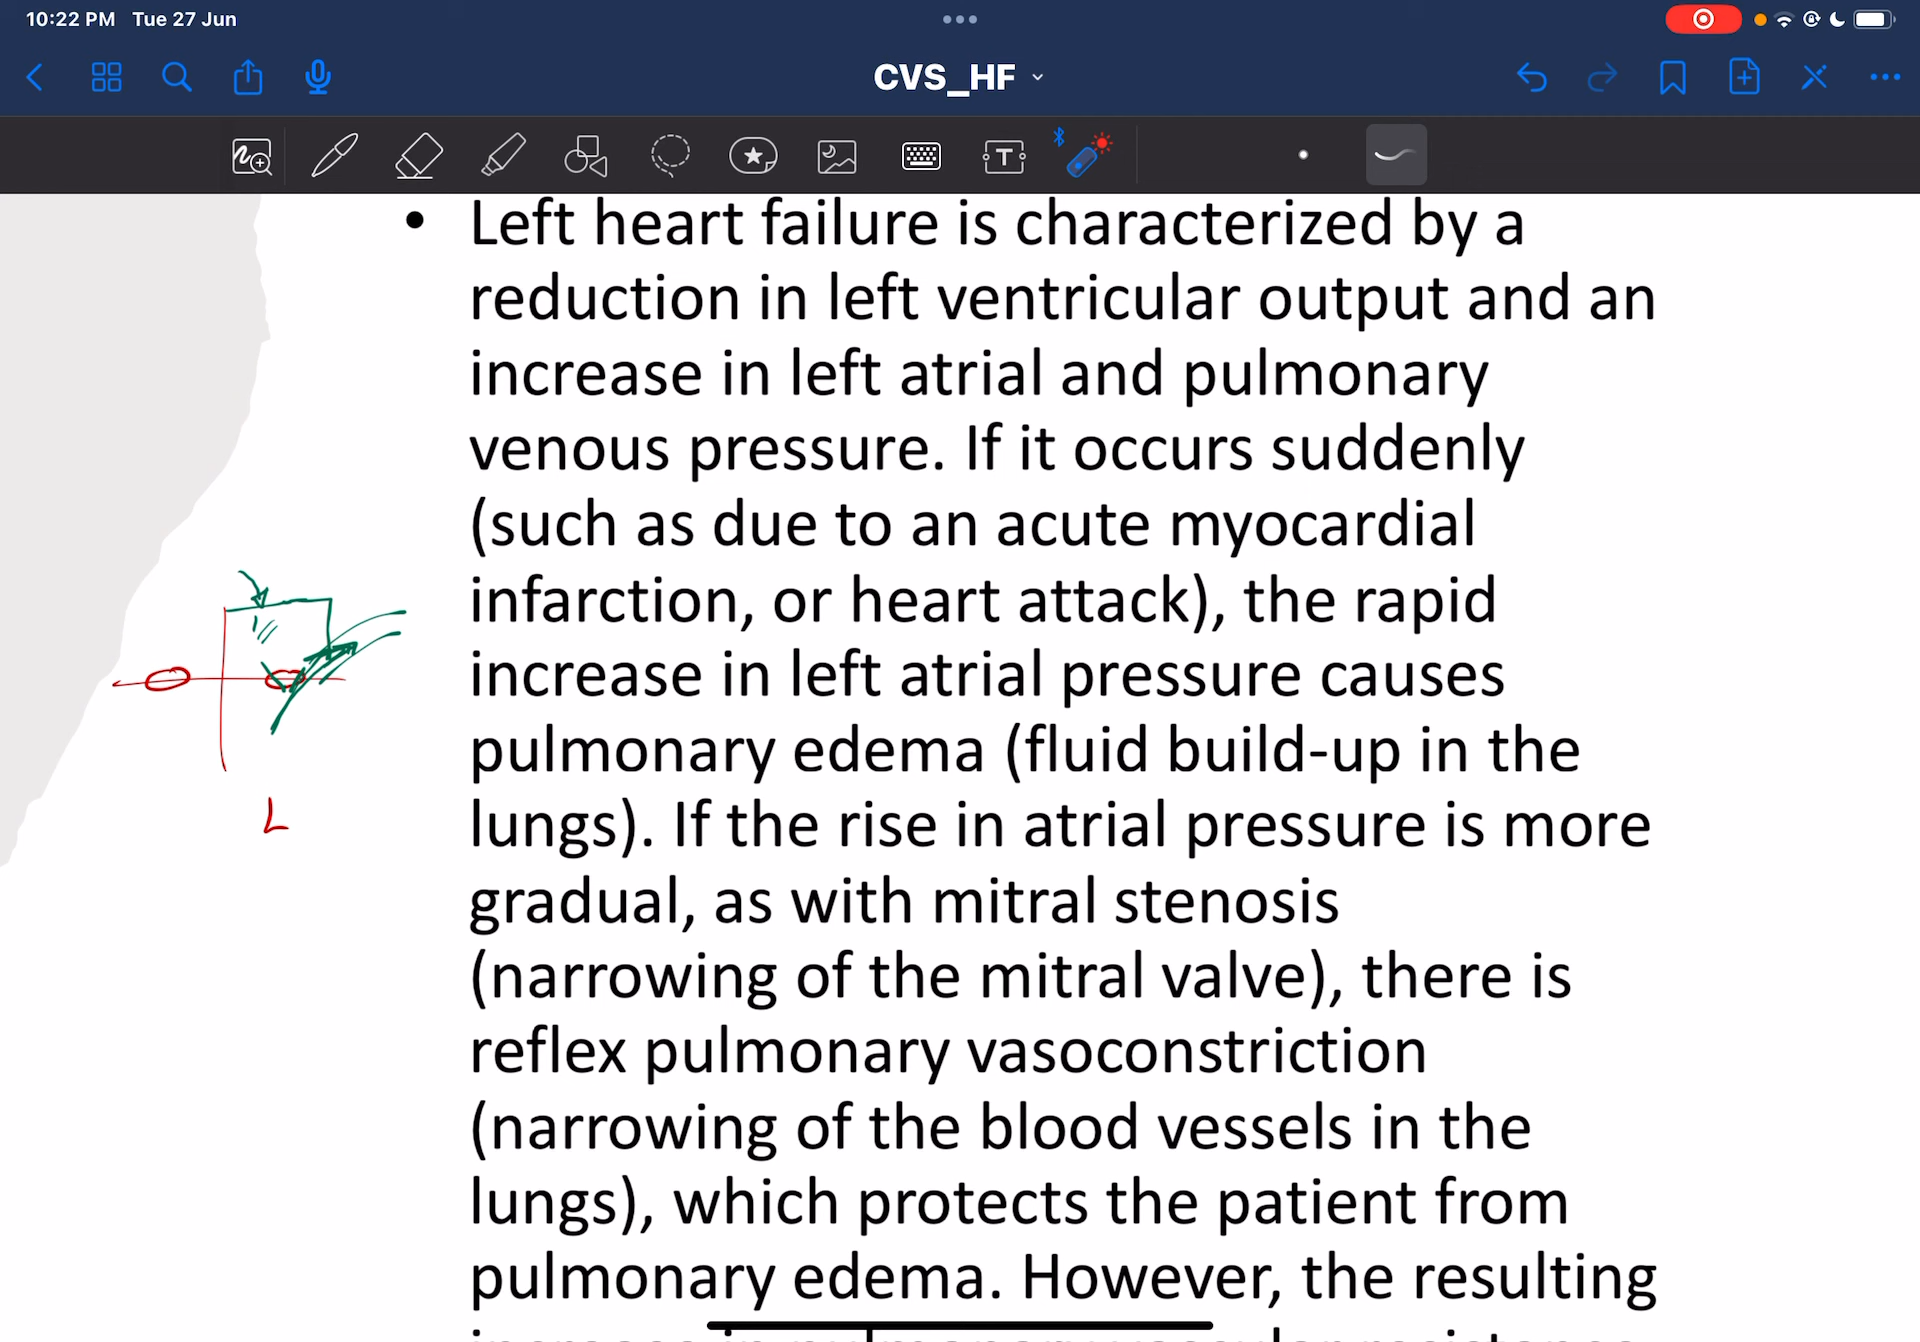 10:22 PM Tue 27 Jun
CVS_HF
• Left heart failure is characterized by a
reduction in left ventricular output and an
increase in left atrial and pulmonary
venous pressure. If it occurs suddenly
(such as due to an acute myocardial
infarction, or heart attack), the rapid
increase in left atrial pressure causes
pulmonary edema (fluid build-up in the
lungs). If the rise in atrial pressure is more
gradual, as with mitral stenosis
(narrowing of the mitral valve), there is
reflex pulmonary vasoconstriction
(narrowing of the blood vessels in the
lungs), which protects the patient from
pulmonary edema. However, the resulting
L